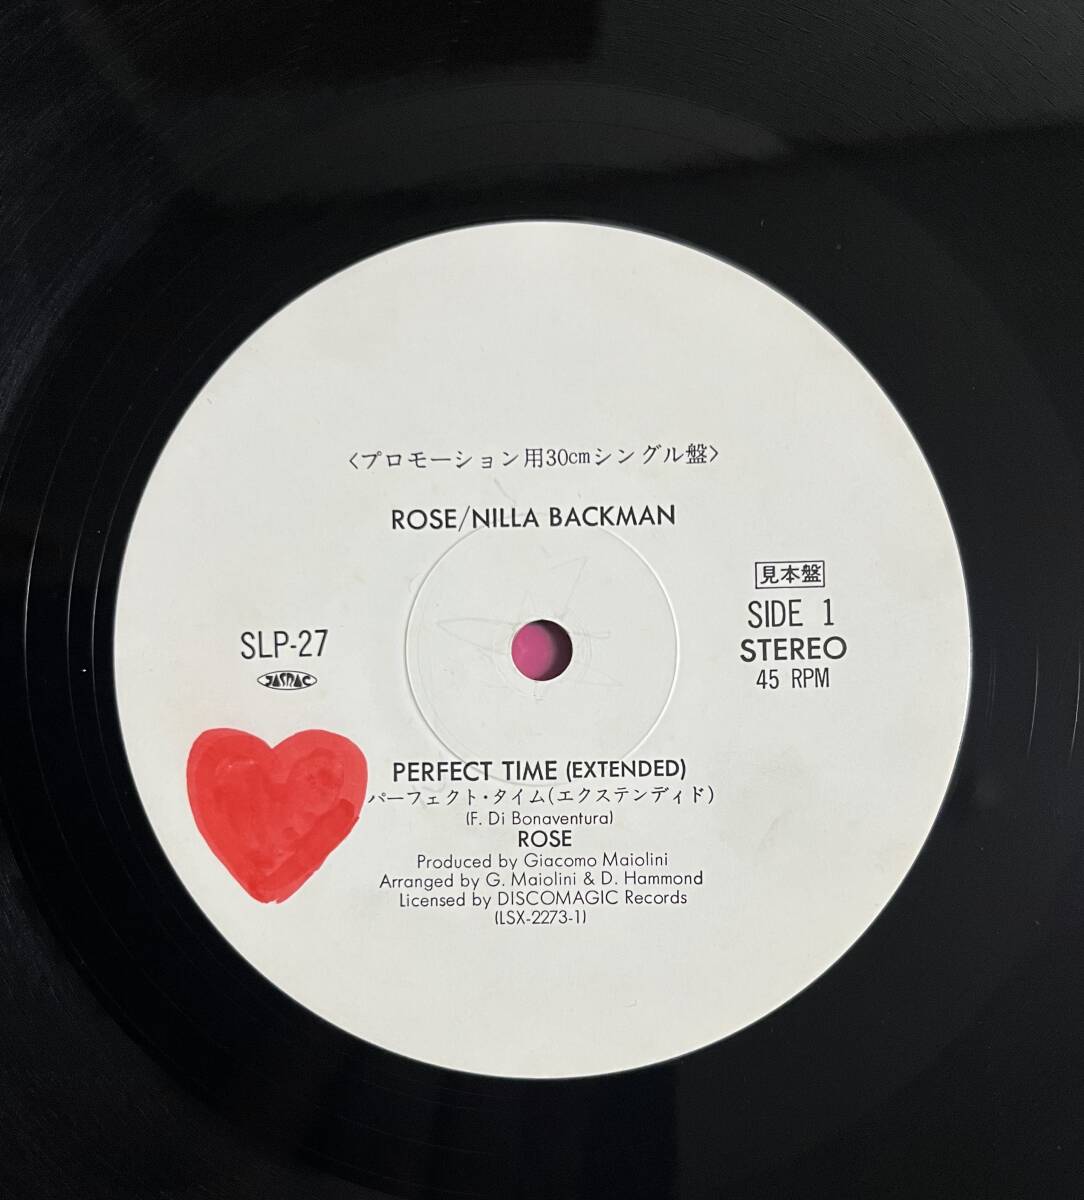 〈プロモーション用30cmシングル盤〉
ROSE/NILLA BACKMAN
見本盤
SLP-27
SIDE 1
STEREO
JASRAC
45 RPM
PERFECT TIME (EXTENDED)
パーフェクト・タイム(エクステンディド)
(F. Di Bonaventura)
ROSE
Produced by Giacomo Maiolini
Arranged by G. Maiolini & D. Hammond
Licensed by DISCOMAGIC Records
(LSX-2273-1)